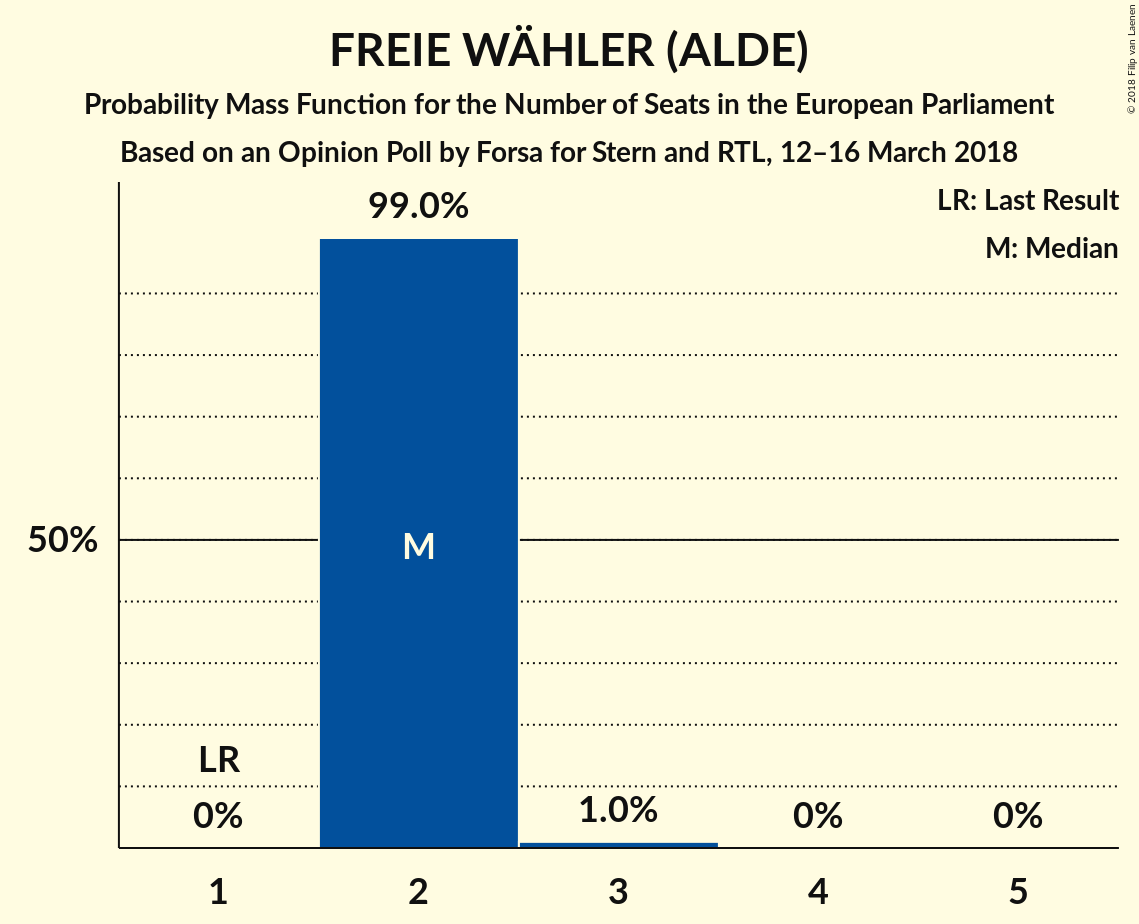 FREIE WÄHLER (ALDE)
Probability Mass Function for the Number of Seats in the European Parliament
Based on an Opinion Poll by Forsa for Stern and RTL, 12–16 March 2018
© 2018 Filip van Laenen
LR: Last Result
M: Median
99.0%
50%
M
LR
0%
1.0%
0%
0%
1
2
3
4
5